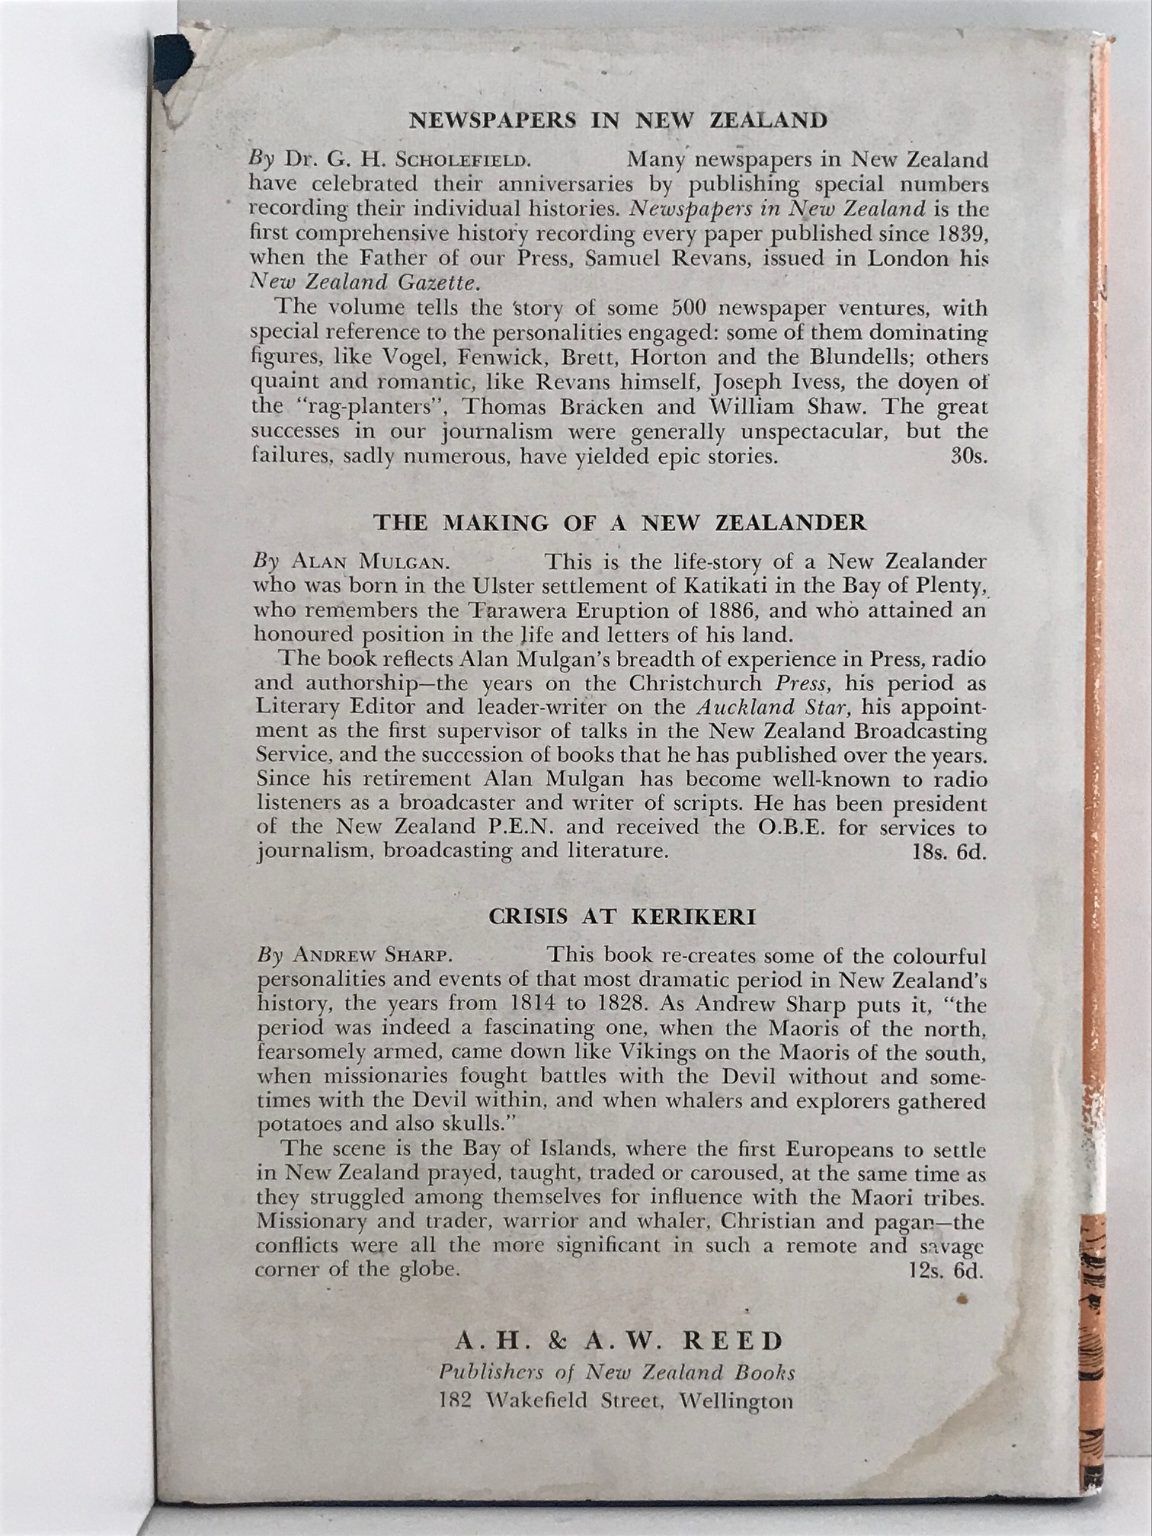 NEWSPAPERS IN NEW ZEALAND
By Dr. G. H. SCHOLEFIELD. Many newspapers in New Zealand
have celebrated their anniversaries by publishing special numbers
recording their individual histories. Newspapers in New Zealand is the
first comprehensive history recording every paper published since 1839,
when the Father of our Press, Samuel Revans, issued in London his
New Zealand Gazette.
The volume tells the story of some 500 newspaper ventures, with
special reference to the personalities engaged: some of them dominating
figures, like Vogel, Fenwick, Brett, Horton and the Blundells; others
quaint and romantic, like Revans himself, Joseph Ivess, the doyen of
the "rag-planters", Thomas Bracken and William Shaw. The great
successes in our journalism were generally unspectacular, but the
failures, sadly numerous, have yielded epic stories. 30s.
THE MAKING OF A NEW ZEALANDER
By ALAN MULGAN. This is the life-story of a New Zealander
who was born in the Ulster settlement of Katikati in the Bay of Plenty,
who remembers the Tarawera Eruption of 1886, and who attained an
honoured position in the life and letters of his land.
The book reflects Alan Mulgan's breadth of experience in Press, radio
and authorship—the years on the Christchurch Press, his period as
Literary Editor and leader-writer on the Auckland Star, his appoint-
ment as the first supervisor of talks in the New Zealand Broadcasting
Service, and the succession of books that he has published over the years.
Since his retirement Alan Mulgan has become well-known to radio
listeners as a broadcaster and writer of scripts. He has been president
of the New Zealand P.E.N. and received the O.B.E. for services to
journalism, broadcasting and literature. 18s. 6d.
CRISIS AT KERIKERI
By ANDREW SHARP. This book re-creates some of the colourful
personalities and events of that most dramatic period in New Zealand's
history, the years from 1814 to 1828. As Andrew Sharp puts it, "the
period was indeed a fascinating one, when the Maoris of the north,
fearsomely armed, came down like Vikings on the Maoris of the south,
when missionaries fought battles with the Devil without and some-
times with the Devil within, and when whalers and explorers gathered
potatoes and also skulls."
The scene is the Bay of Islands, where the first Europeans to settle
in New Zealand prayed, taught, traded or caroused, at the same time as
they struggled among themselves for influence with the Maori tribes.
Missionary and trader, warrior and whaler, Christian and pagan—the
conflicts were all the more significant in such a remote and savage
corner of the globe. 12s. 6d.
A. H. & A. W. REED
Publishers of New Zealand Books
182 Wakefield Street, Wellington